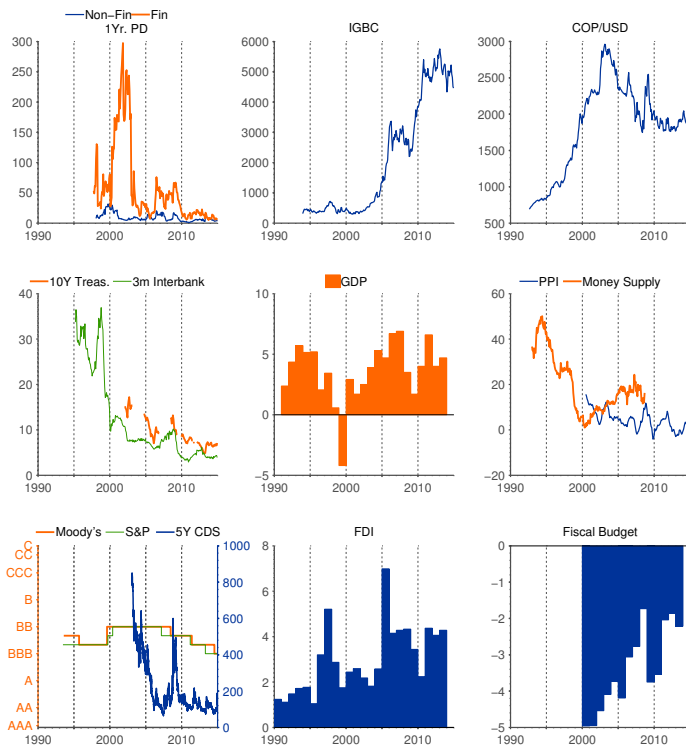 Non-Fin Fin
1Yr. PD
300
250
200
150
100
50
0
1990 2000 2010
IGBC
6000
5000
4000
3000
2000
1000
0
1990 2000 2010
COP/USD
3000
2500
2000
1500
1000
500
1990 2000 2010
10Y Treas. 3m Interbank
40
30
20
10
0
1990 2000 2010
GDP
10
5
0
−5
1990 2000 2010
PPI Money Supply
60
40
20
0
−20
1990 2000 2010
Moody's S&P 5Y CDS
C
CC
CCC
B
BB
BBB
A
AA
AAA
1000
800
600
400
200
0
1990 2000 2010
FDI
8
6
4
2
0
1990 2000 2010
Fiscal Budget
0
−1
−2
−3
−4
−5
1990 2000 2010